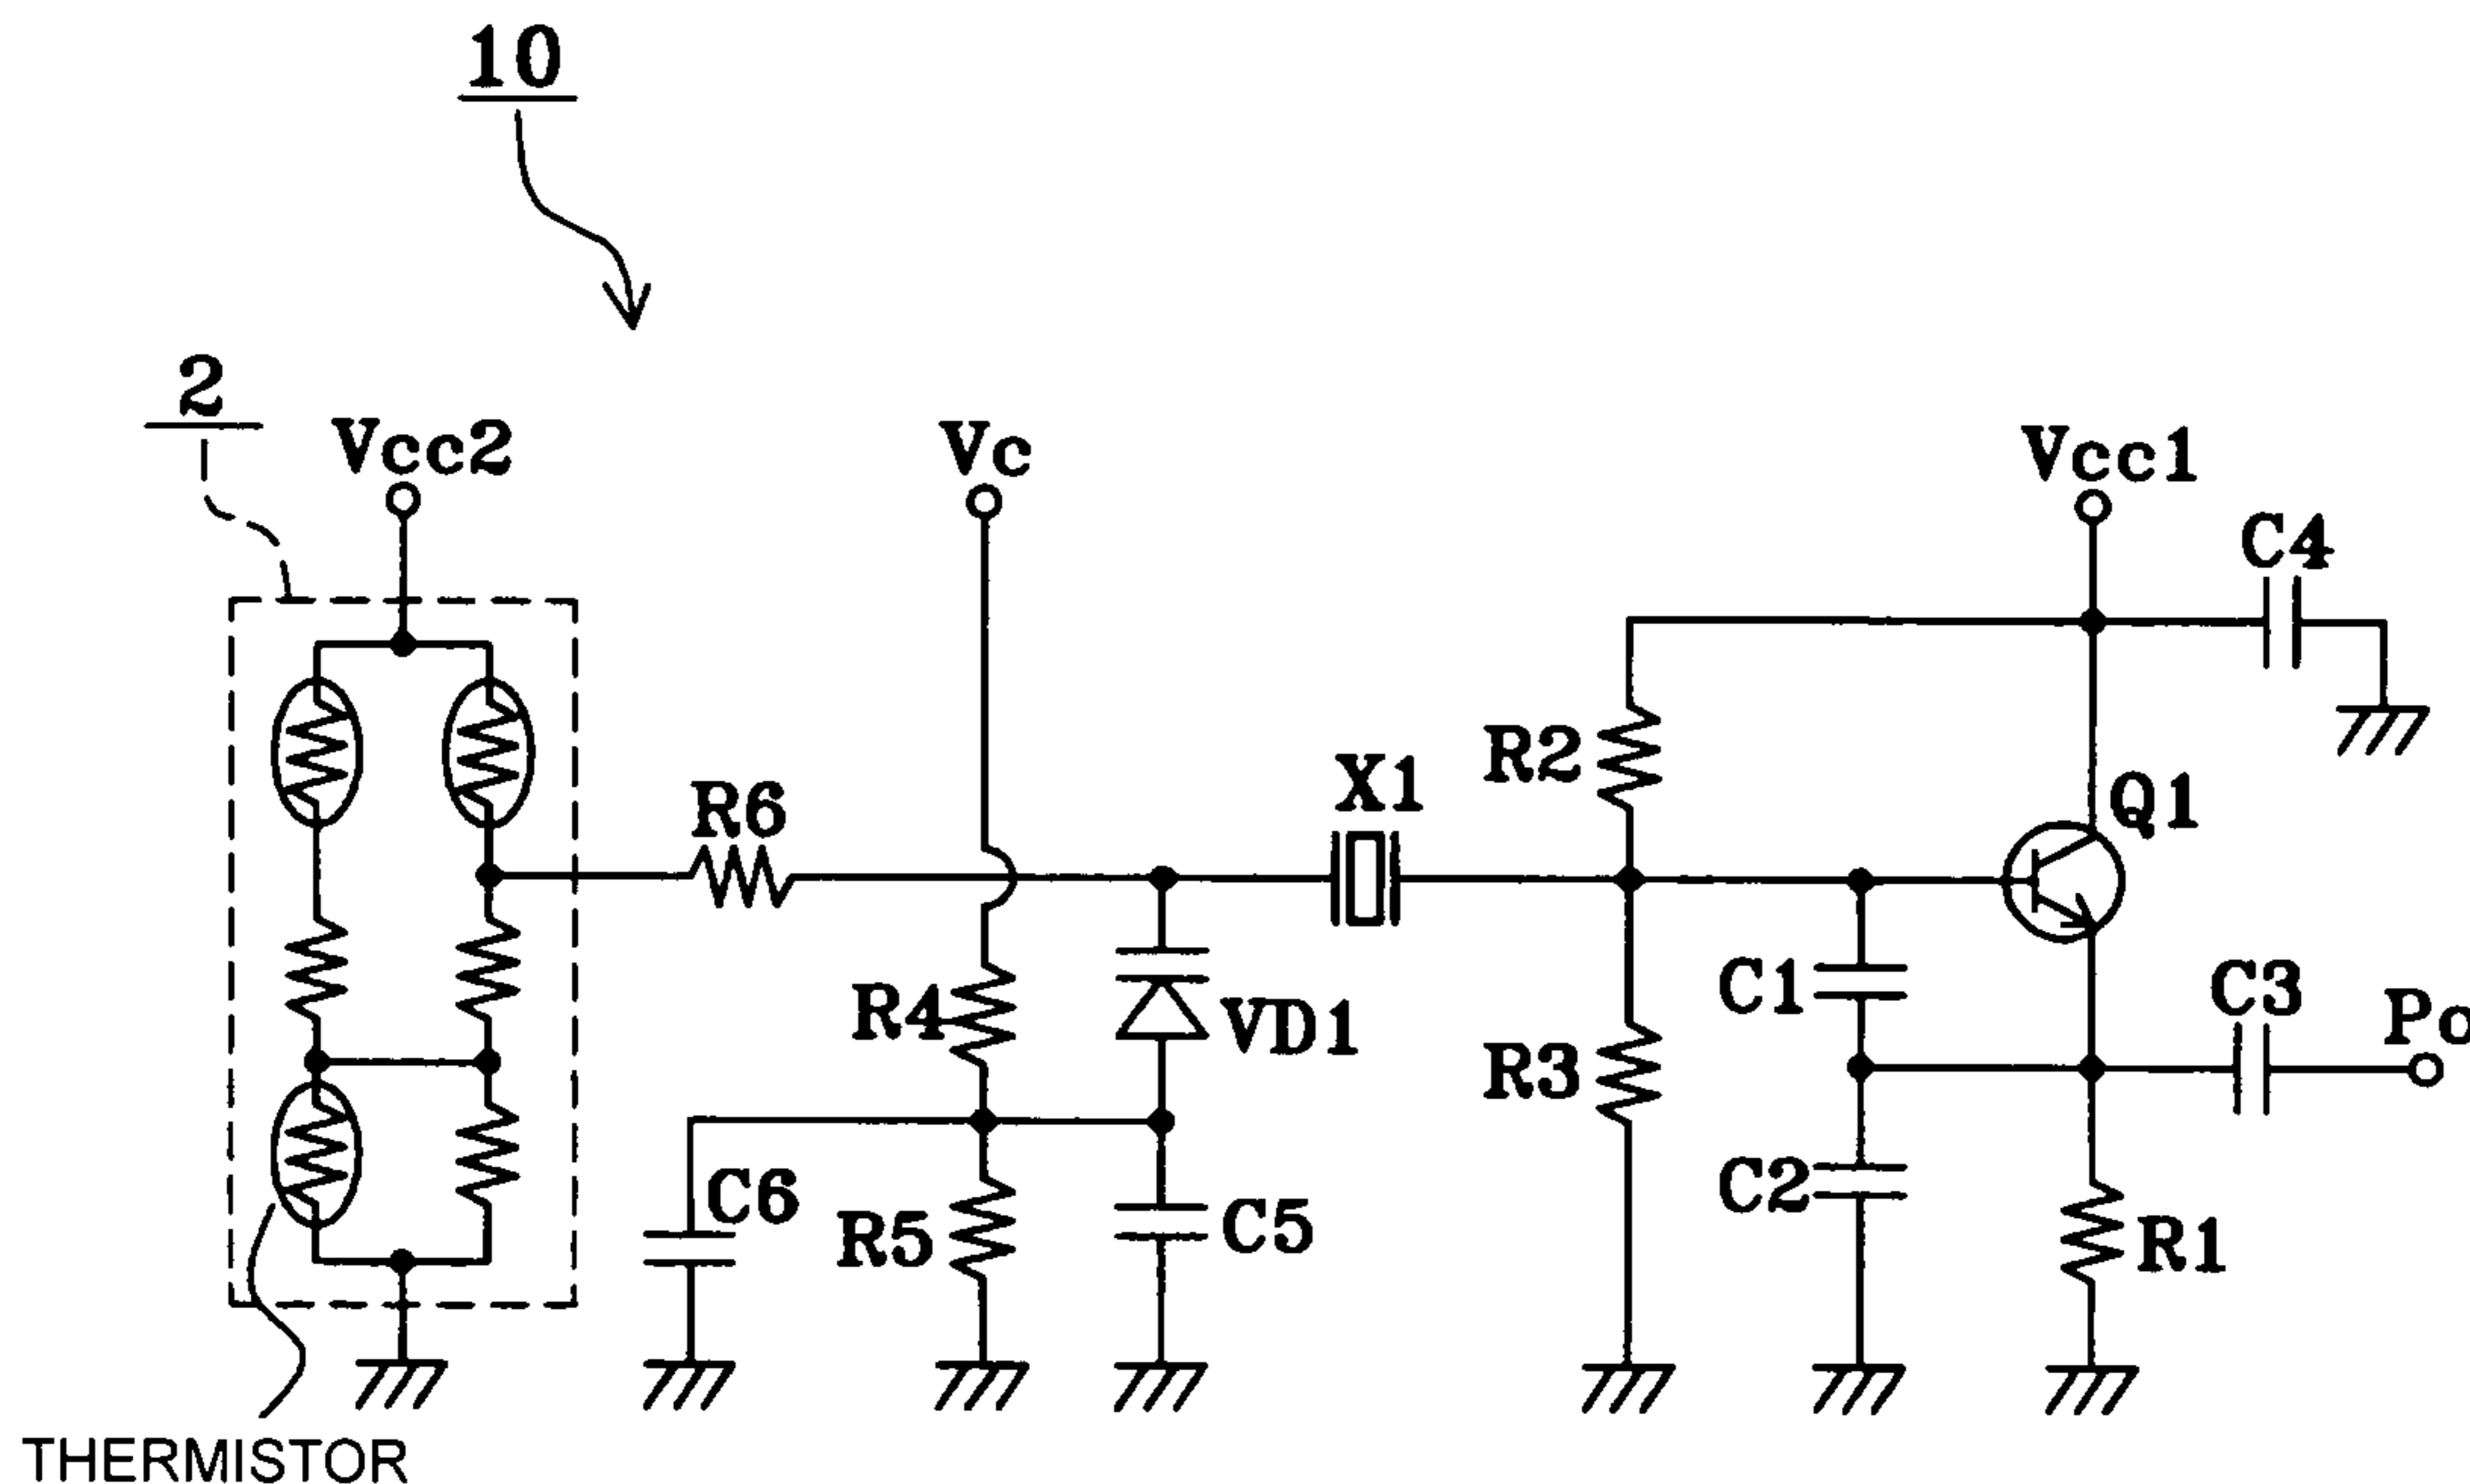 10
2
Vcc2
Vc
Vcc1
C4
R2
X1
Q1
R6
R4
VD1
C1
C3
Po
R3
C6
R5
C5
C2
R1
THERMISTOR